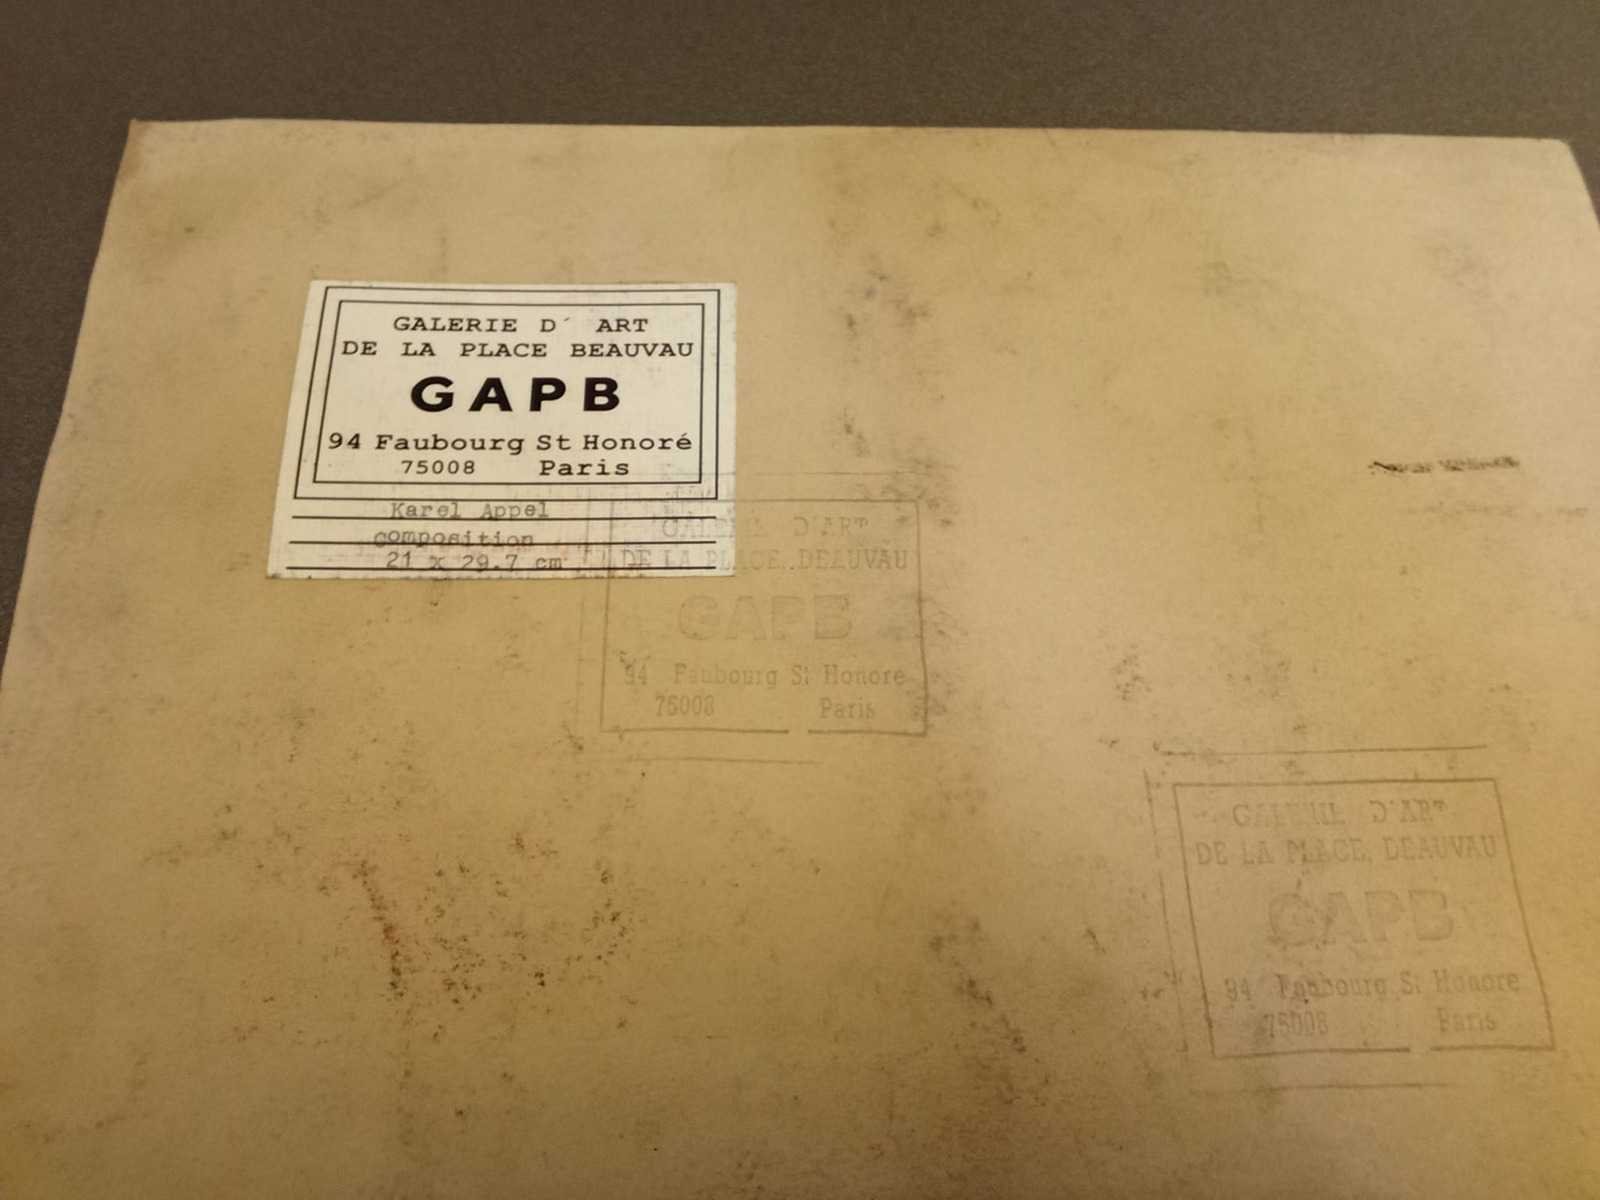 GALERIE D´ ART
DE LA PLACE BEAUVAU
GAPB
94 Faubourg St Honoré
75008 Paris
Karel Appel
composition
21 x 29.7 cm
GALERIE D'ART
DE LA PLACE BEAUVAU
GAPB
94 Faubourg St Honore
75008 Paris
GALERIE D'ART
DE LA PLACE BEAUVAU
GAPB
94 Faubourg St Honore
75008 Paris